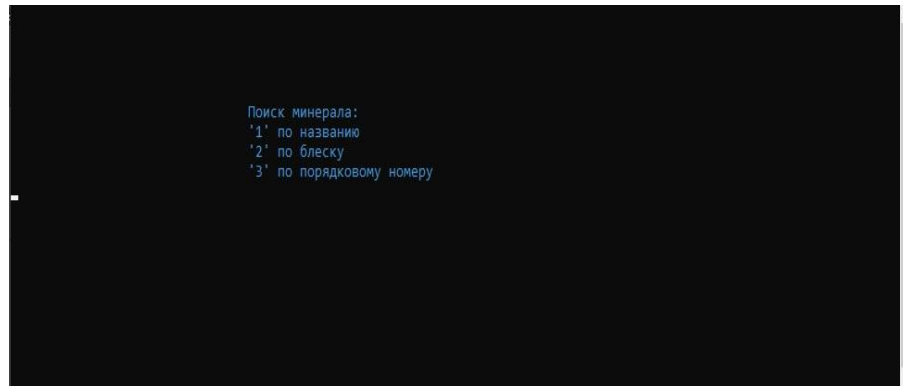 Поиск минерала:
'1' по названию
'2' по блеску
'3' по порядковому номеру